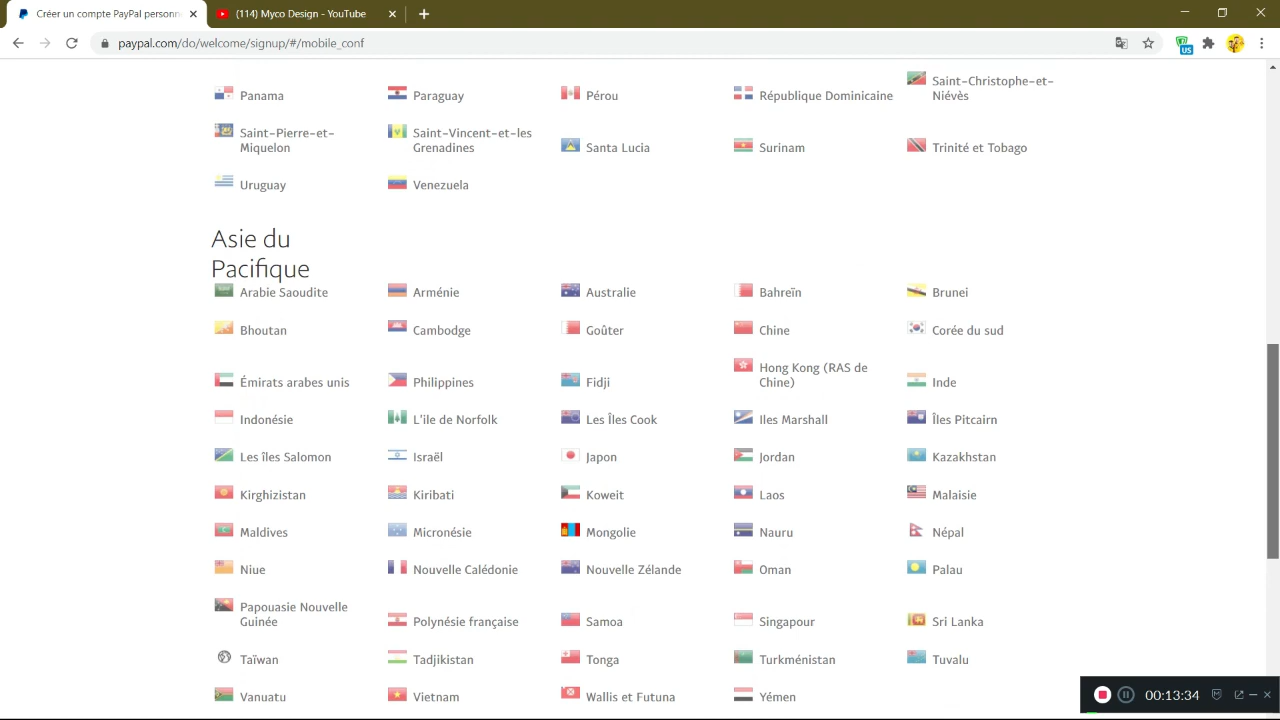 Créer un compte PayPal personn
(114) Myco Design - YouTube
paypal.com/do/welcome/signup/#/mobile_conf
US
Panama
Paraguay
Pérou
République Dominicaine
Saint-Christophe-et-
Niévès
Saint-Pierre-et-
Miquelon
Saint-Vincent-et-les
Grenadines
Santa Lucia
Surinam
Trinité et Tobago
Uruguay
Venezuela
Asie du
Pacifique
Arabie Saoudite
Arménie
Australie
Bahreïn
Brunei
Bhoutan
Cambodge
Goûter
Chine
Corée du sud
Émirats arabes unis
Philippines
Fidji
Hong Kong (RAS de
Chine)
Inde
Indonésie
L'ile de Norfolk
Les Îles Cook
Iles Marshall
Îles Pitcairn
Les îles Salomon
Israël
Japon
Jordan
Kazakhstan
Kirghizistan
Kiribati
Koweit
Laos
Malaisie
Maldives
Micronésie
Mongolie
Nauru
Népal
Niue
Nouvelle Calédonie
Nouvelle Zélande
Oman
Palau
Papouasie Nouvelle
Guinée
Polynésie française
Samoa
Singapour
Sri Lanka
Taïwan
Tadjikistan
Tonga
Turkménistan
Tuvalu
Vanuatu
Vietnam
Wallis et Futuna
Yémen
00:13:34